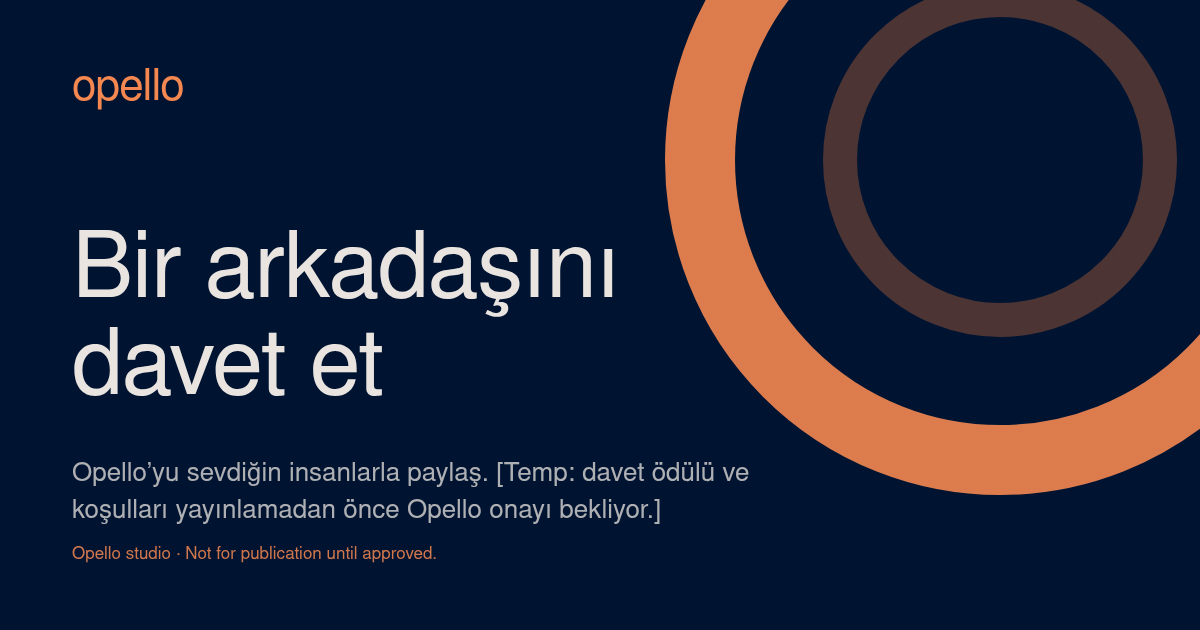 opello
Bir arkadaşını
davet et
Opello’yu sevdiğin insanlarla paylaş. [Temp: davet ödülü ve
koşulları yayınlamadan önce Opello onayı bekliyor.]
Opello studio · Not for publication until approved.